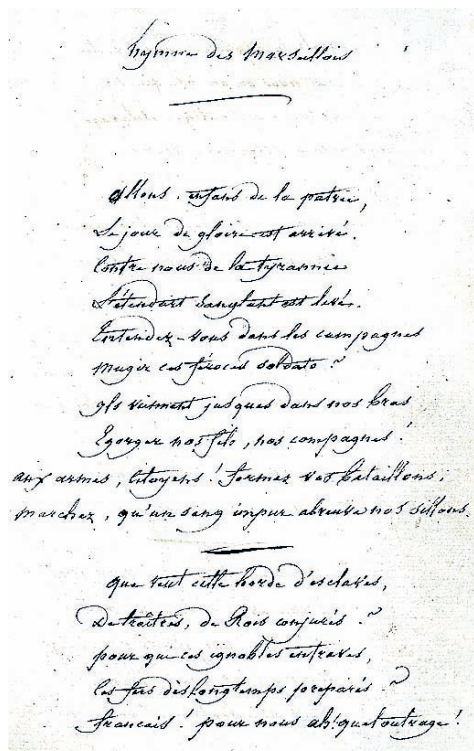 hymne des Marseillois
allons, enfans de la patrie,
Le jour de gloire est arrivé.
Contre nous de la tyrannie
L'étendart sanglant est levé.
Entendez-vous dans les campagnes
mugir ces féroces soldats ?
ils viennent jusques dans nos bras
Egorger nos fils, nos compagnes !
aux armes, citoyens ! formez vos bataillons;
marchez, qu'un sang impur abreuve nos sillons.
que veut cette horde d'esclaves,
De traîtres, de Rois conjurés ?
pour qui ces ignobles entraves,
ces fers dès longtemps preparés ?
francais ! pour nous ah! quel outrage !